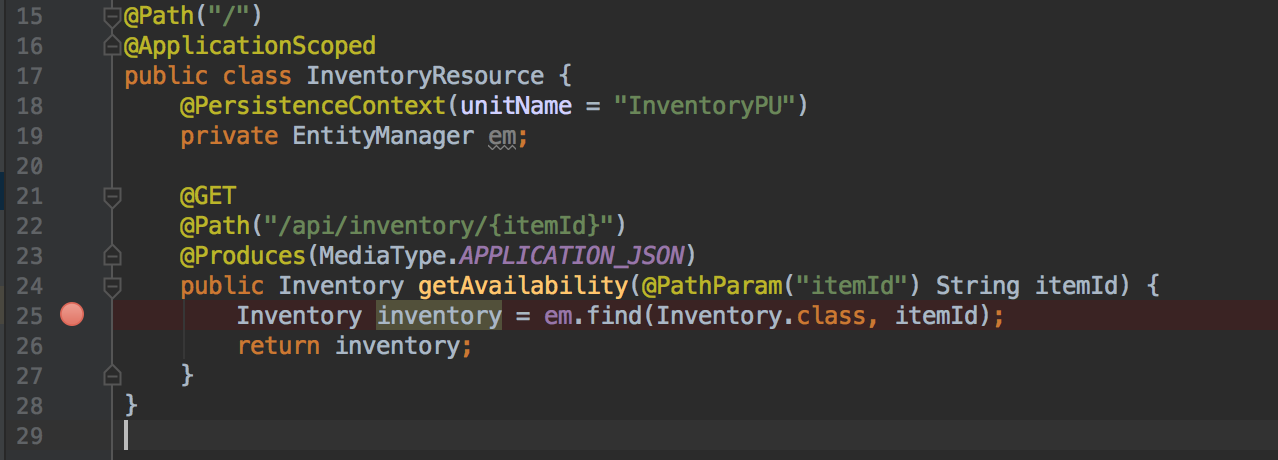 15 @Path("/")
16 @ApplicationScoped
17 public class InventoryResource {
18     @PersistenceContext(unitName = "InventoryPU")
19     private EntityManager em;
20
21     @GET
22     @Path("/api/inventory/{itemId}")
23     @Produces(MediaType.APPLICATION_JSON)
24     public Inventory getAvailability(@PathParam("itemId") String itemId) {
25         Inventory inventory = em.find(Inventory.class, itemId);
26         return inventory;
27     }
28 }
29